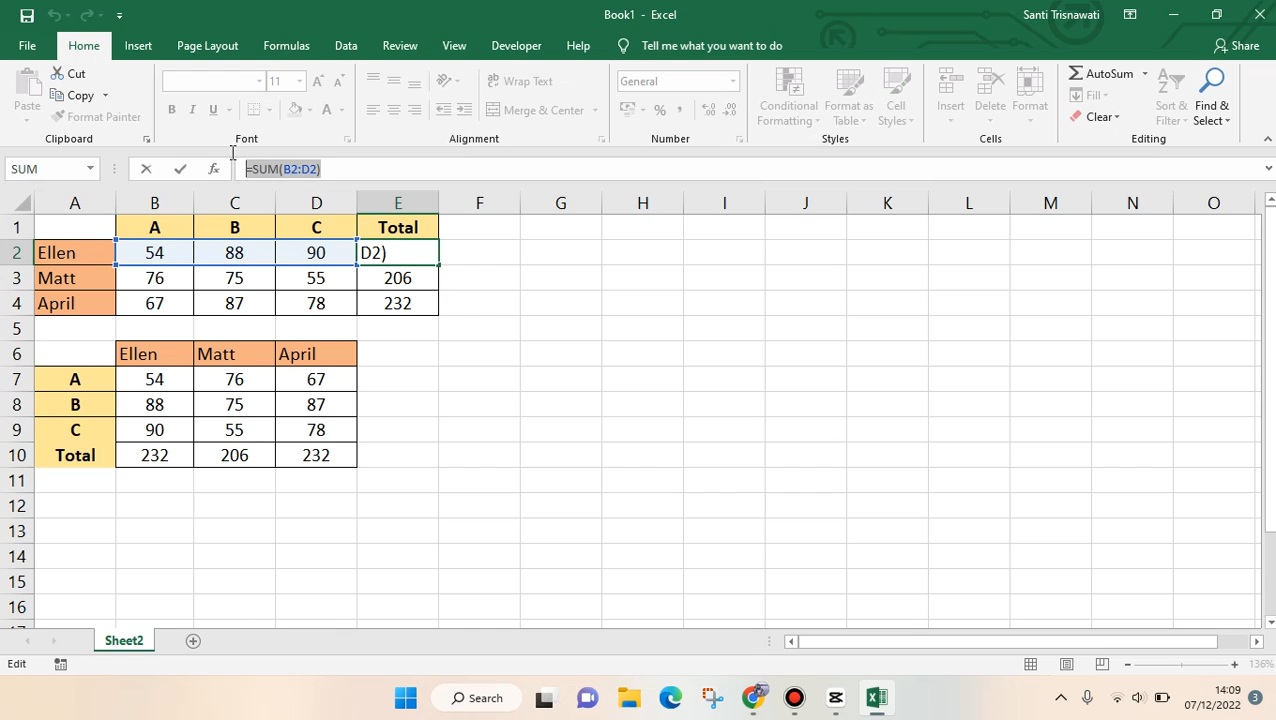 Book1 - Excel
Santi Trisnawati
File Home Insert Page Layout Formulas Data Review View Developer Help Tell me what you want to do Share
Paste
Cut
Copy
Format Painter
Clipboard
11
B I U A
Font
Wrap Text
Merge & Center
Alignment
General
Number
Conditional Formatting
Format as Table
Cell Styles
Styles
Insert
Delete
Format
Cells
AutoSum
Fill
Clear
Sort & Filter
Find & Select
Editing
SUM fx =SUM(B2:D2)
A B C D E F G H I J K L M N O
1 A B C Total
2 Ellen 54 88 90 D2)
3 Matt 76 75 55 206
4 April 67 87 78 232
5
6 Ellen Matt April
7 A 54 76 67
8 B 88 75 87
9 C 90 55 78
10 Total 232 206 232
11
12
13
14
15
16
Sheet2
Edit
136%
Search
14:09
07/12/2022
3